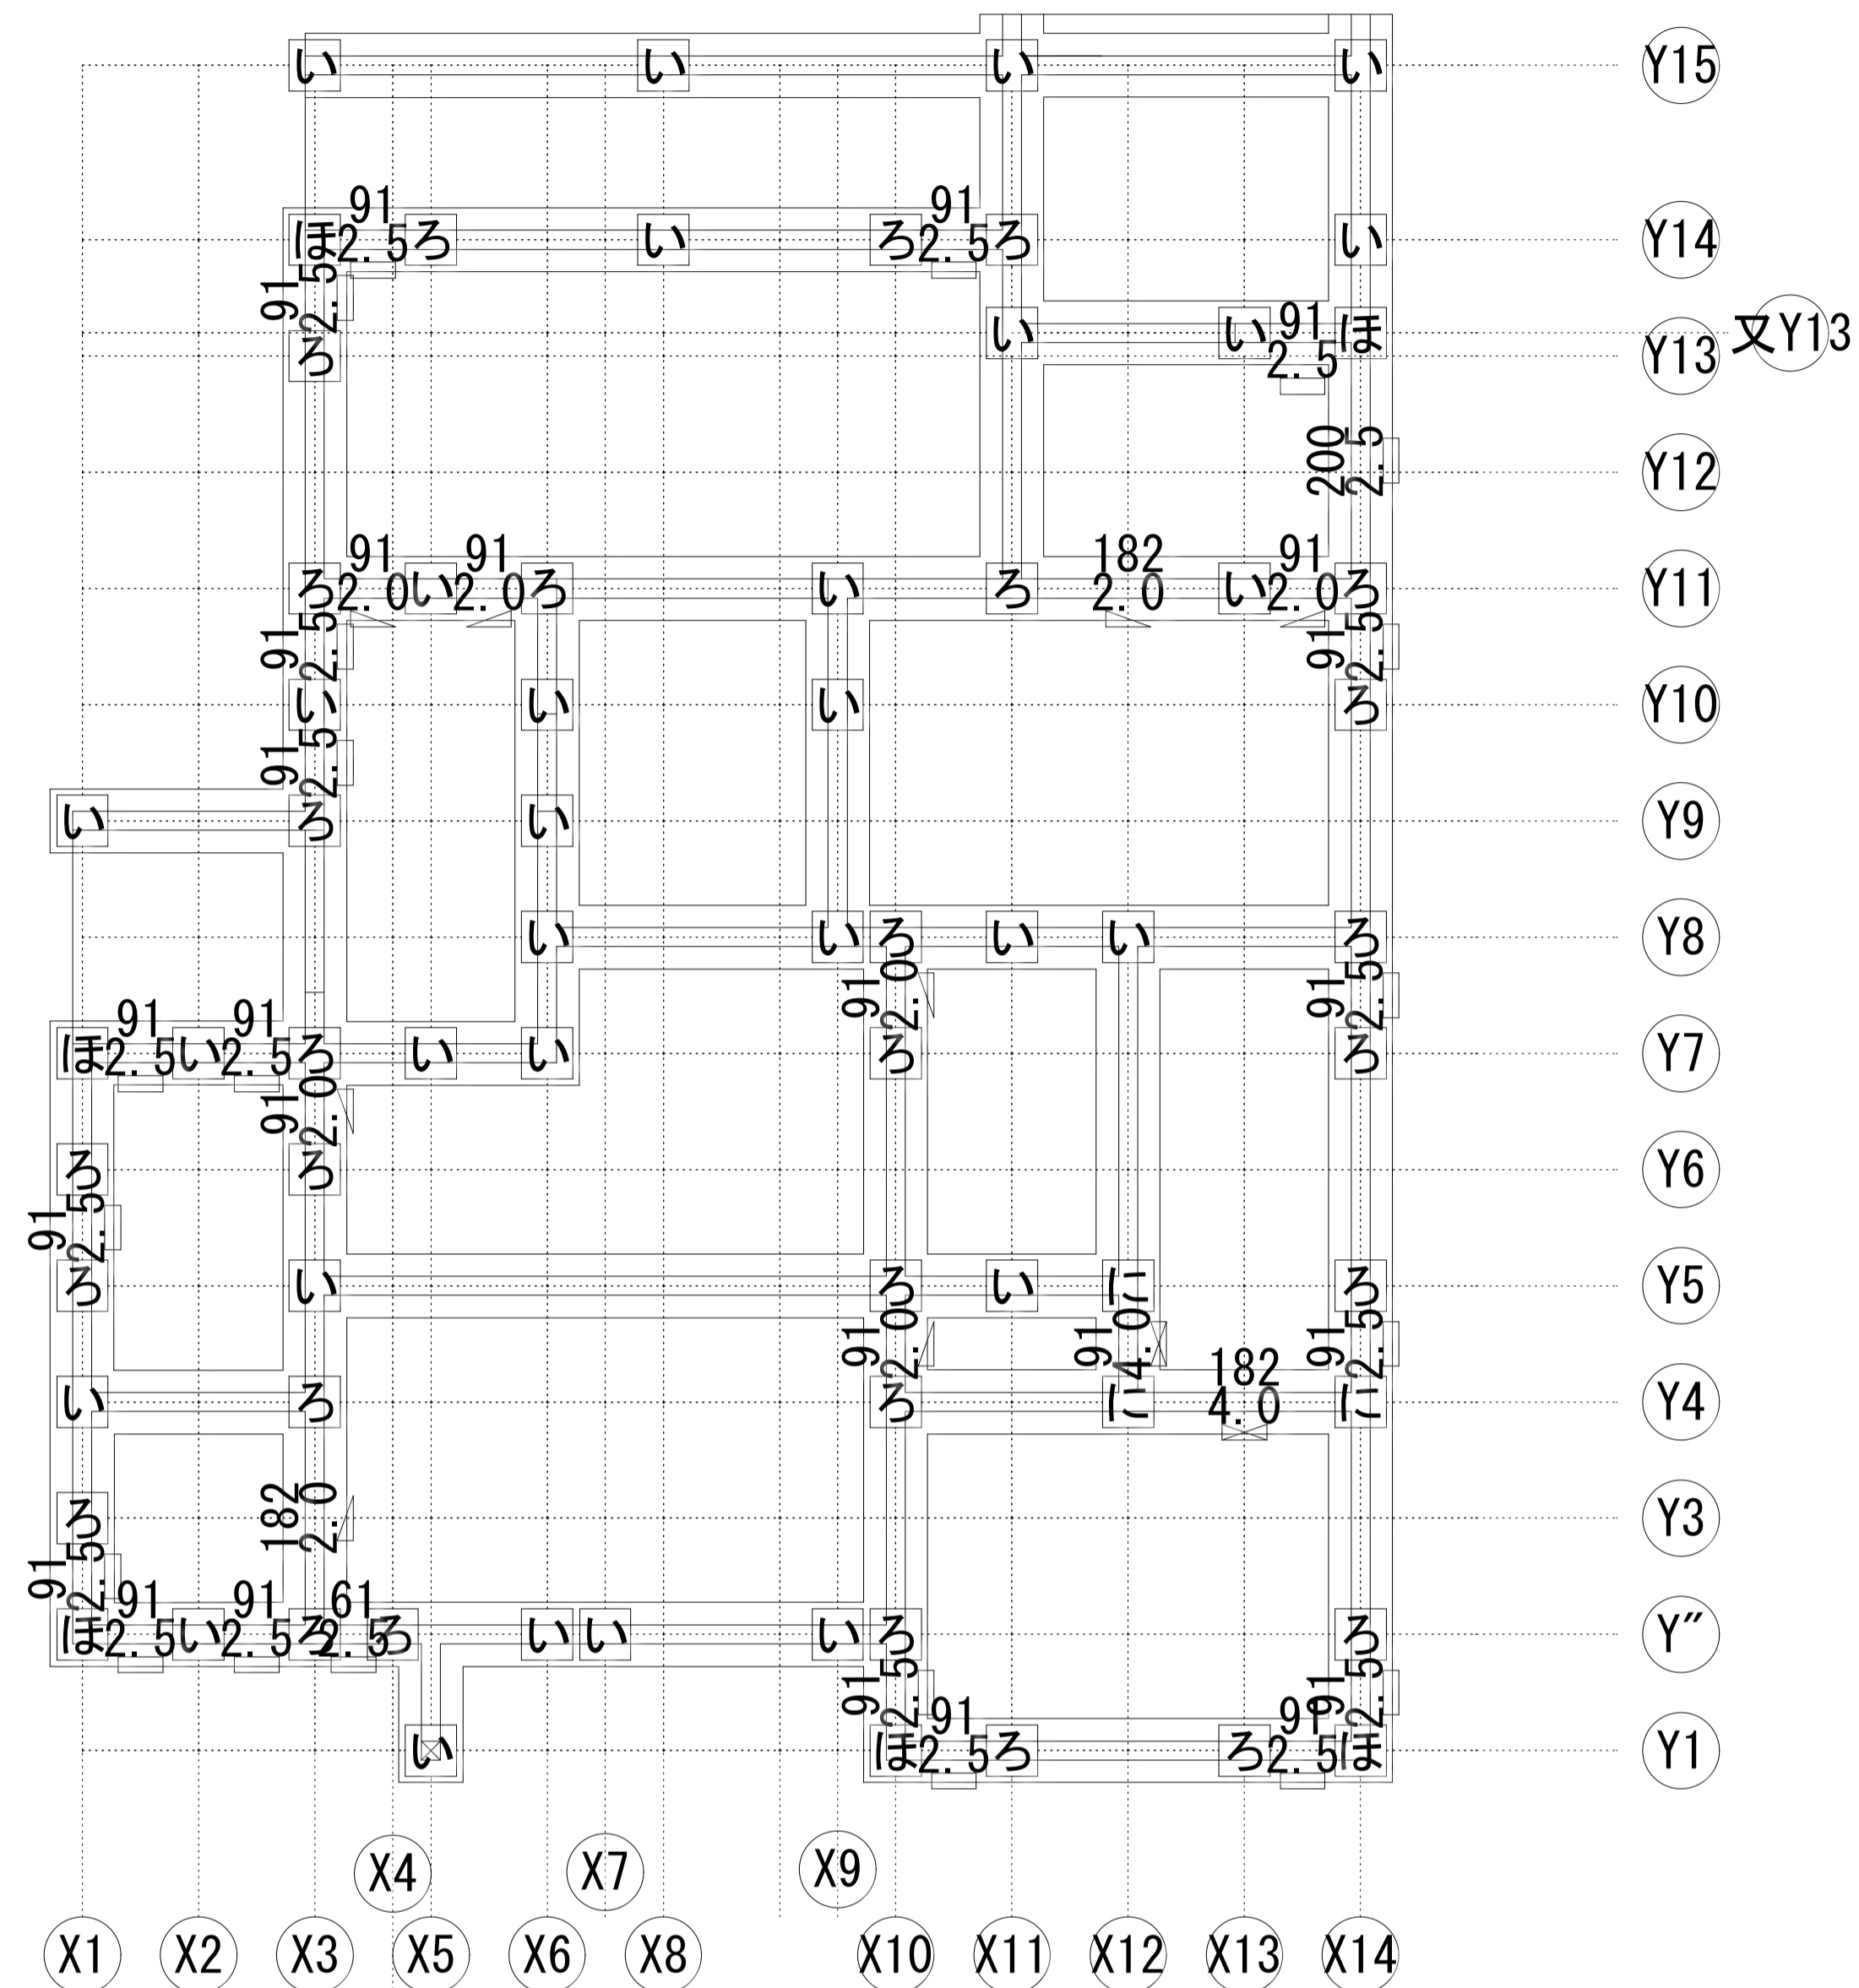 い い い い Y15
91 91
ほ 2.5 ろ い ろ 2.5 ろ い Y14
91 2.5
い い 91 ほ 又Y13
ろ 2.5 Y13
200 2.5 Y12
91 91 182 91
ろ 2.0 い 2.0 ろ い ろ 2.0 い 2.0 ろ Y11
91 2.5 91 2.5
い い い ろ Y10
91 2.5
い ろ い Y9
い い ろ い い ろ Y8
91 2.0 91 2.5
91 91
ほ 2.5 い 2.5 ろ い い ろ ろ Y7
91 2.0
ろ ろ Y6
91 2.5
ろ い ろ い に ろ Y5
91 2.0 91 4.0 91 2.5
182
い ろ ろ に 4.0 に Y4
182 2.0
ろ Y3
91 2.5
91 91 61
ほ 2.5 い 2.5 ろ 2.5 ろ い い い ろ ろ Y"
91 2.5 91 2.5
91 91
い ほ 2.5 ろ ろ 2.5 ほ Y1
X4 X7 X9
X1 X2 X3 X5 X6 X8 X10 X11 X12 X13 X14